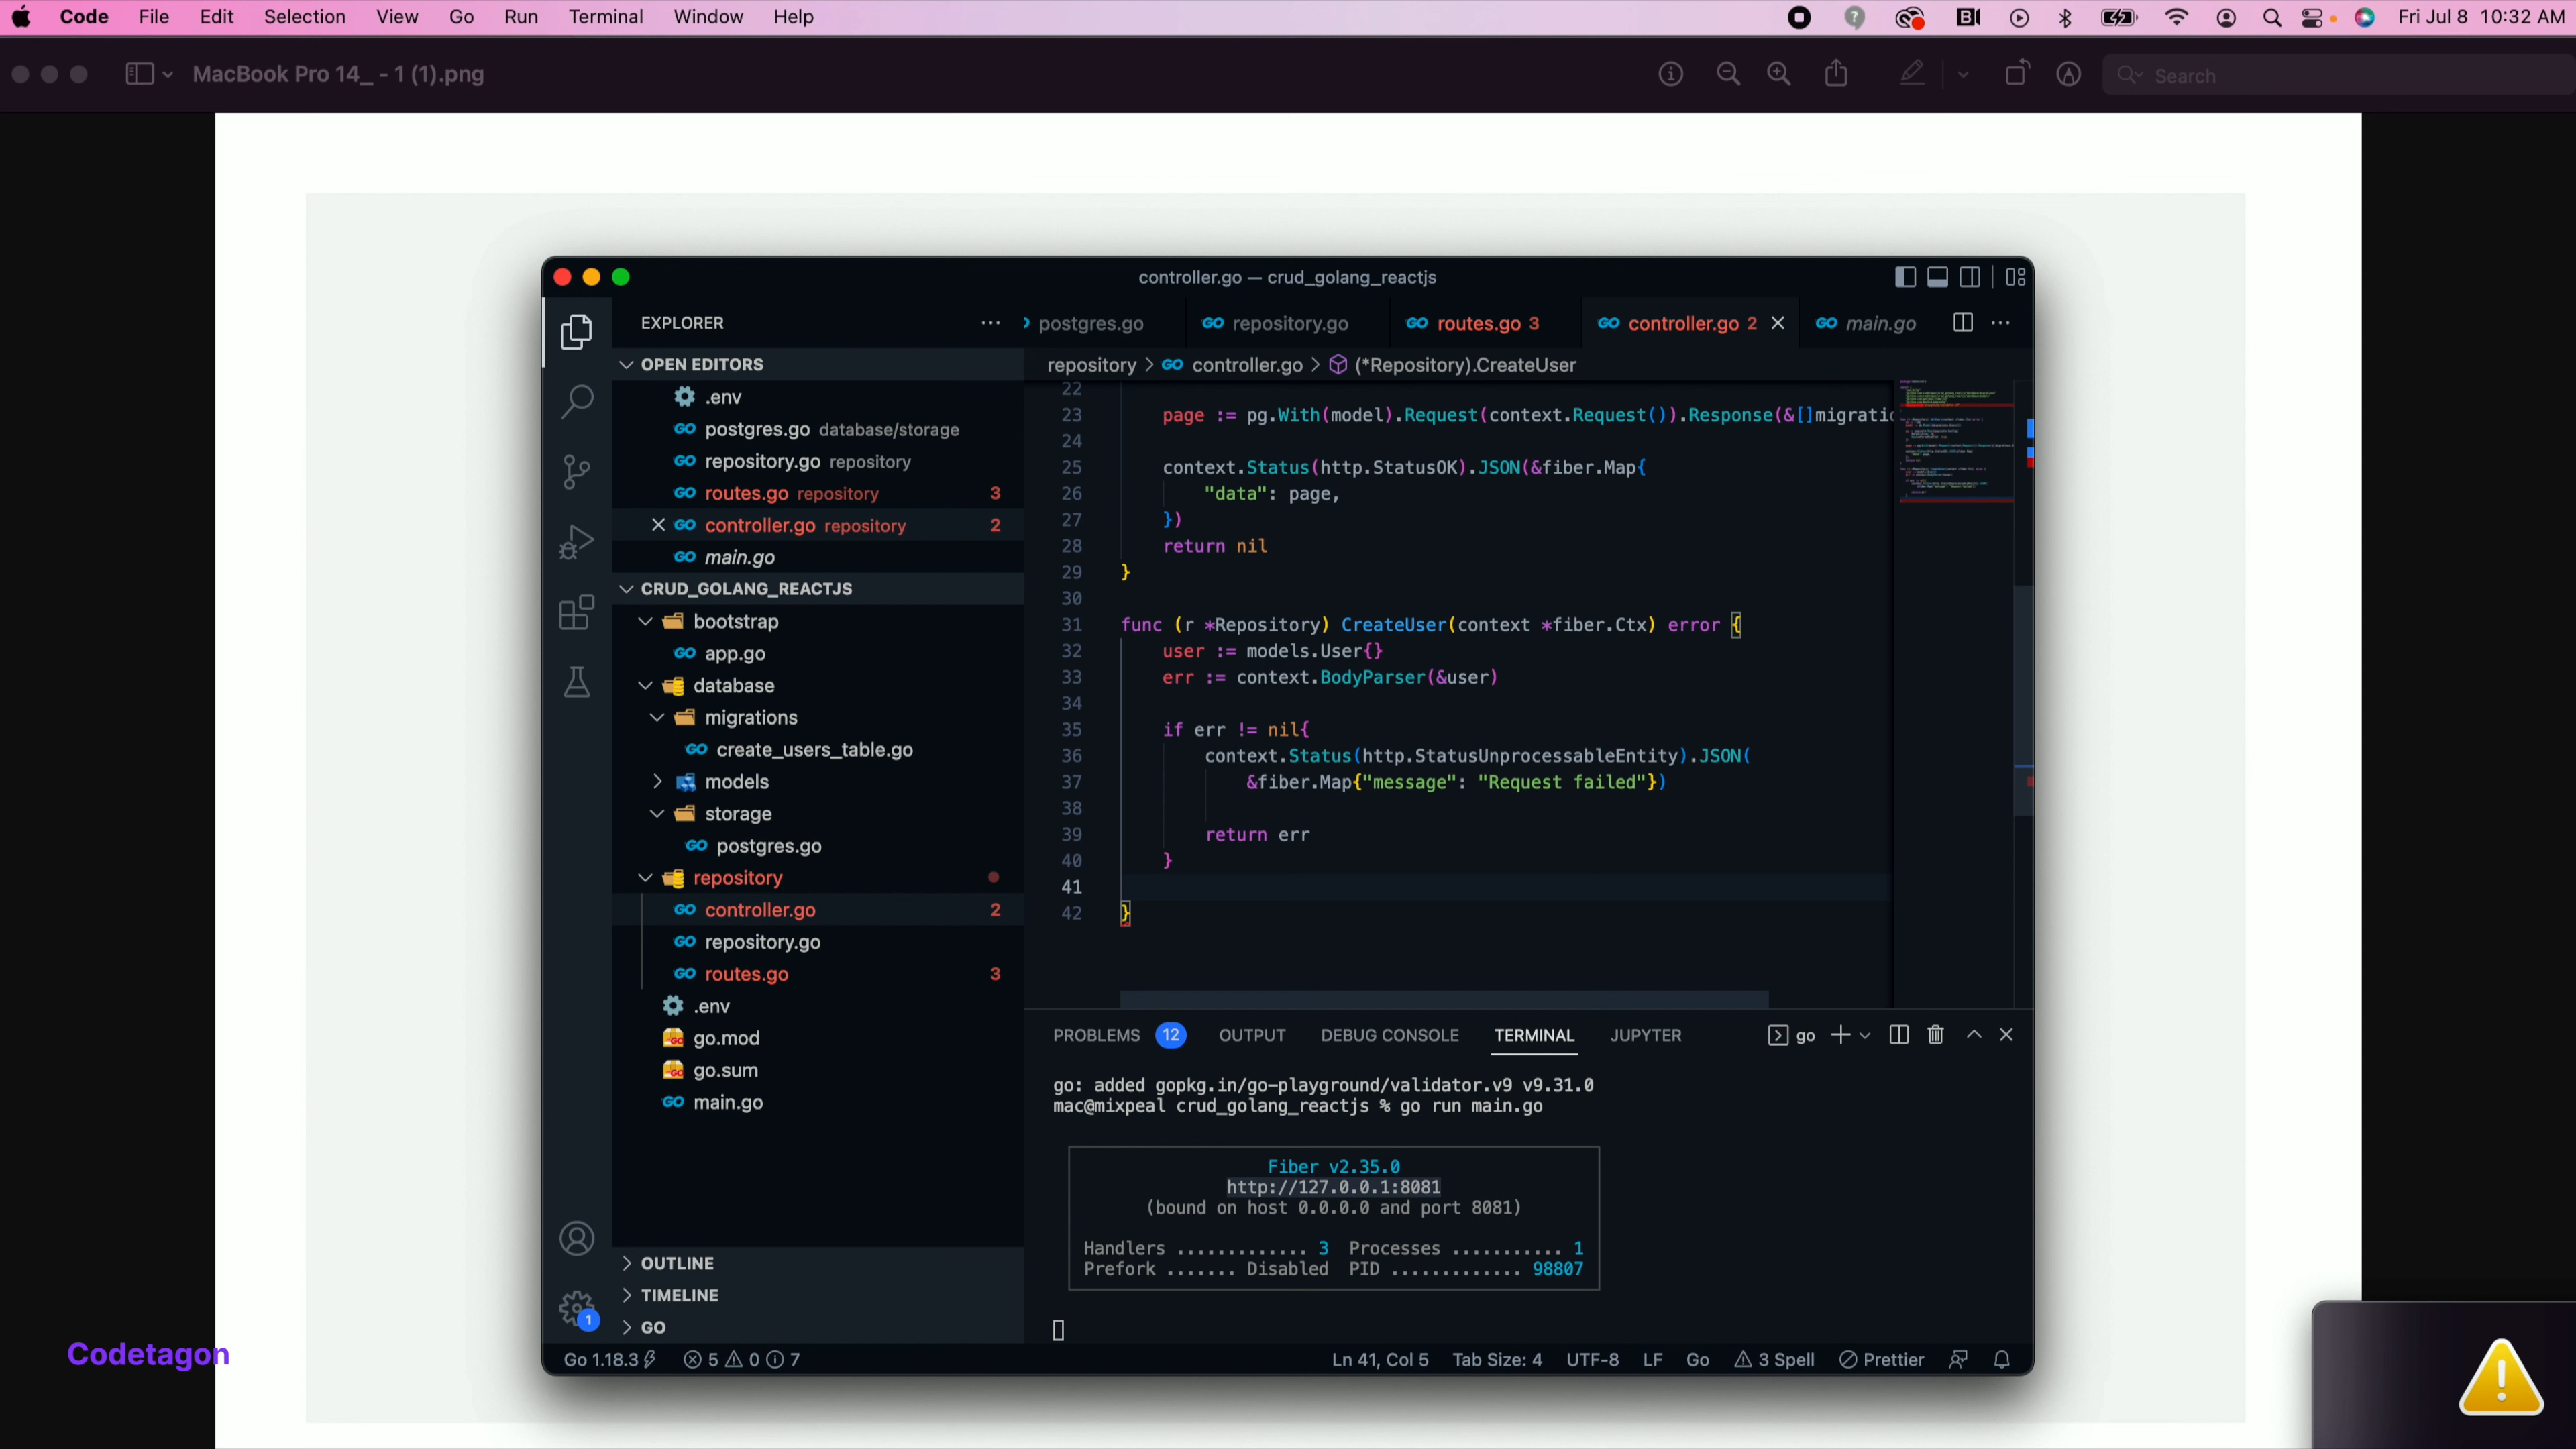 Code File Edit Selection View Go Run Terminal Window Help
Fri Jul 8 10:32 AM
MacBook Pro 14_ - 1 (1).png
Search
controller.go — crud_golang_reactjs
EXPLORER
postgres.go
repository.go
routes.go 3
controller.go 2
main.go
OPEN EDITORS
.env
postgres.go database/storage
repository.go repository
routes.go repository 3
controller.go repository 2
main.go
CRUD_GOLANG_REACTJS
bootstrap
app.go
database
migrations
create_users_table.go
models
storage
postgres.go
repository
controller.go 2
repository.go
routes.go 3
.env
go.mod
go.sum
main.go
OUTLINE
TIMELINE
GO
repository > controller.go > (*Repository).CreateUser
22
23 page := pg.With(model).Request(context.Request()).Response(&[]migratio
24
25 context.Status(http.StatusOK).JSON(&fiber.Map{
26 "data": page,
27 })
28 return nil
29 }
30
31 func (r *Repository) CreateUser(context *fiber.Ctx) error {
32 user := models.User{}
33 err := context.BodyParser(&user)
34
35 if err != nil{
36 context.Status(http.StatusUnprocessableEntity).JSON(
37 &fiber.Map{"message": "Request failed"})
38
39 return err
40 }
41
42 }
PROBLEMS 12 OUTPUT DEBUG CONSOLE TERMINAL JUPYTER
go
go: added gopkg.in/go-playground/validator.v9 v9.31.0
mac@mixpeal crud_golang_reactjs % go run main.go
Fiber v2.35.0
http://127.0.0.1:8081
(bound on host 0.0.0.0 and port 8081)
Handlers ............. 3 Processes ........... 1
Prefork ....... Disabled PID ............. 98807
1
Go 1.18.3 5 0 7
Ln 41, Col 5 Tab Size: 4 UTF-8 LF Go 3 Spell Prettier
Codetagon